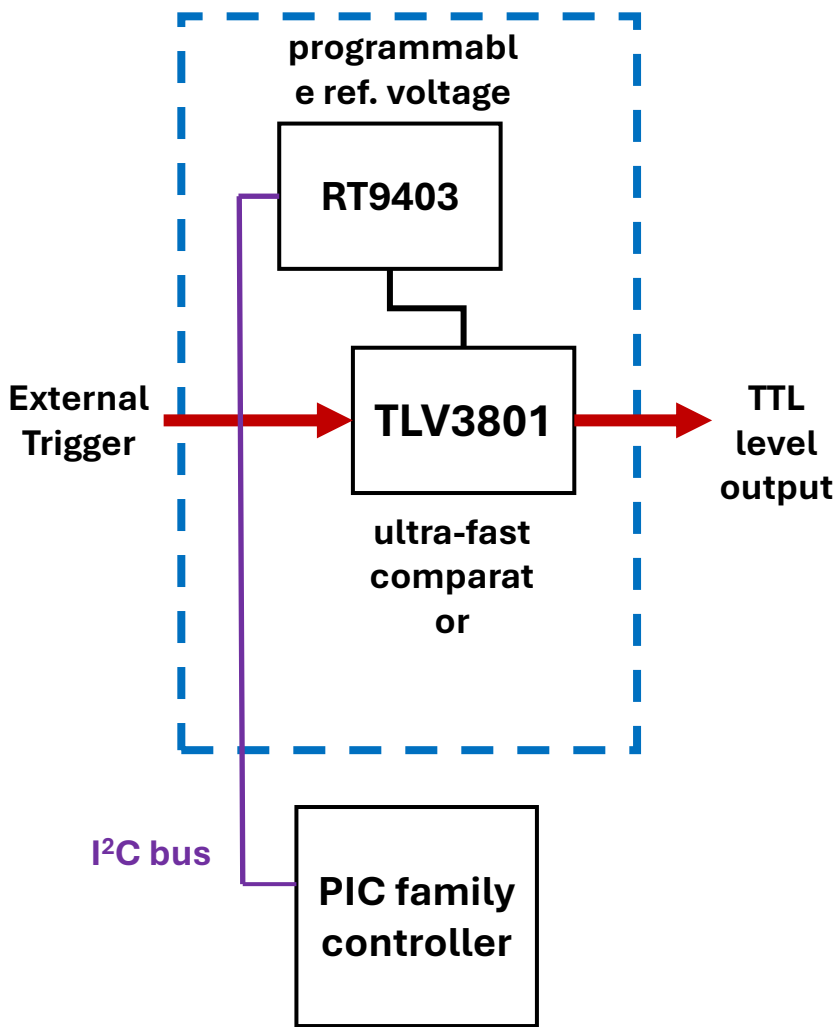 programmabl
e ref. voltage
RT9403
External
Trigger
TLV3801
TTL
level
output
ultra-fast
comparat
or
I²C bus
PIC family
controller